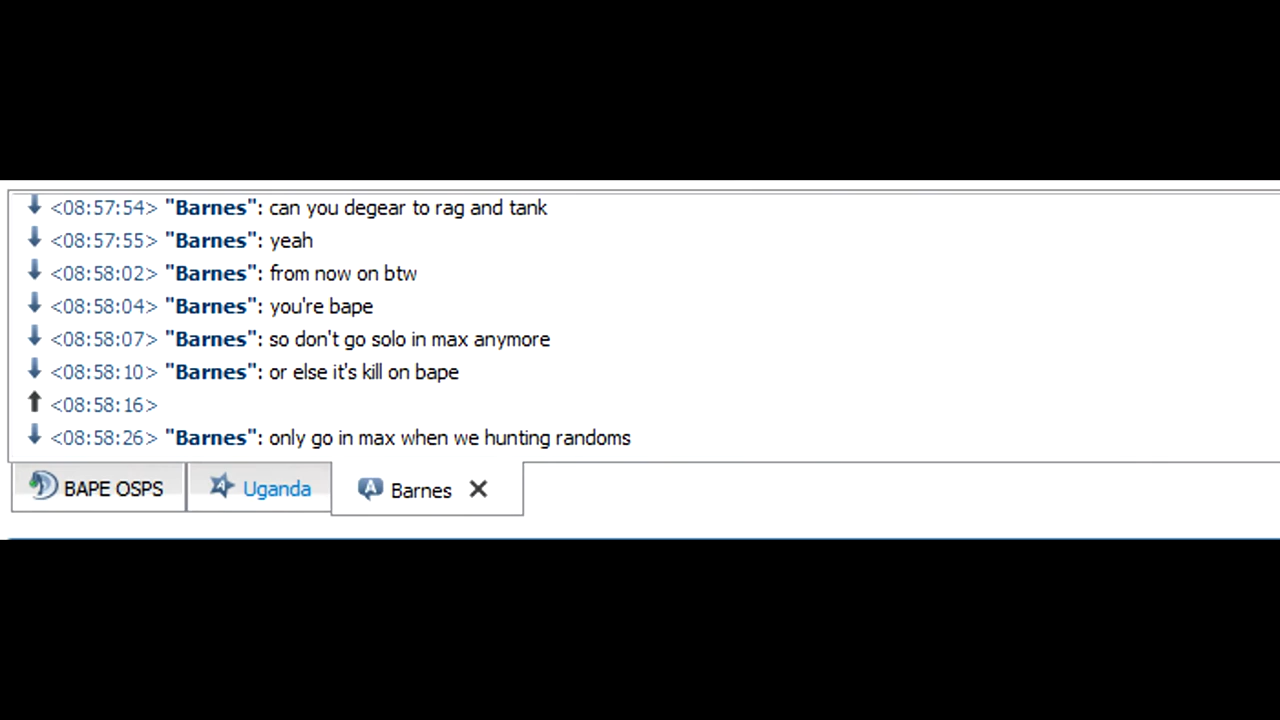 <08:57:54> "Barnes": can you degear to rag and tank
<08:57:55> "Barnes": yeah
<08:58:02> "Barnes": from now on btw
<08:58:04> "Barnes": you're bape
<08:58:07> "Barnes": so don't go solo in max anymore
<08:58:10> "Barnes": or else it's kill on bape
<08:58:16>
<08:58:26> "Barnes": only go in max when we hunting randoms
BAPE OSPS Uganda Barnes